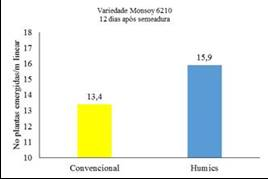 Variedade Monsoy 6210
12 dias após semeadura
No plantas emergidas/m linear
18
17
16
15
14
13
12
11
10
13,4
15,9
Convencional
Humics